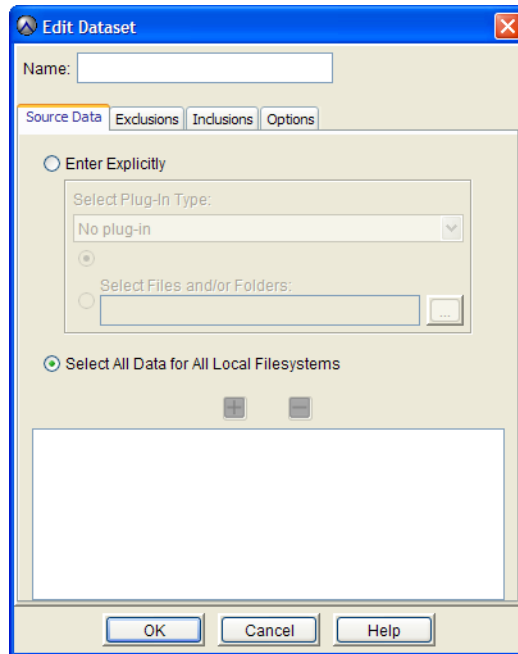 Edit Dataset
Name:
Source Data Exclusions Inclusions Options
Enter Explicitly
Select Plug-In Type:
No plug-in
Select Files and/or Folders:
...
Select All Data for All Local Filesystems
OK Cancel Help